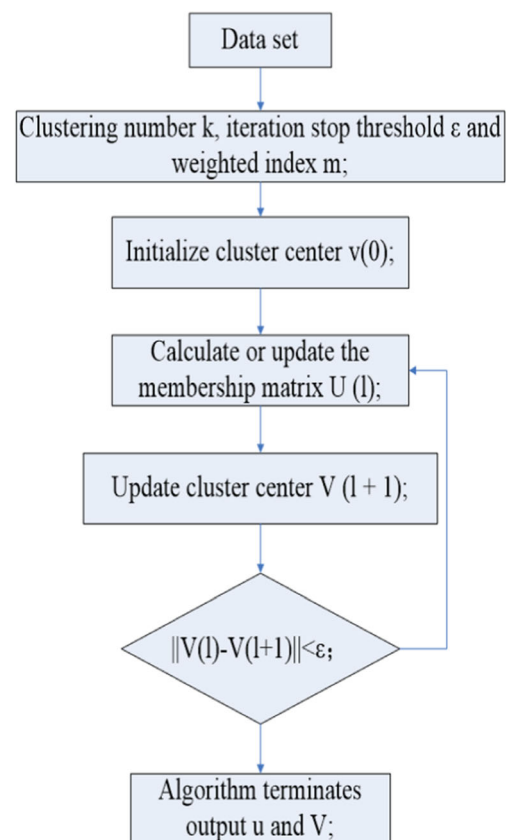 Data set
Clustering number k, iteration stop threshold ε and
weighted index m;
Initialize cluster center v(0);
Calculate or update the
membership matrix U (l);
Update cluster center V (l + 1);
||V(l)-V(l+1)||<ε；
Algorithm terminates
output u and V;